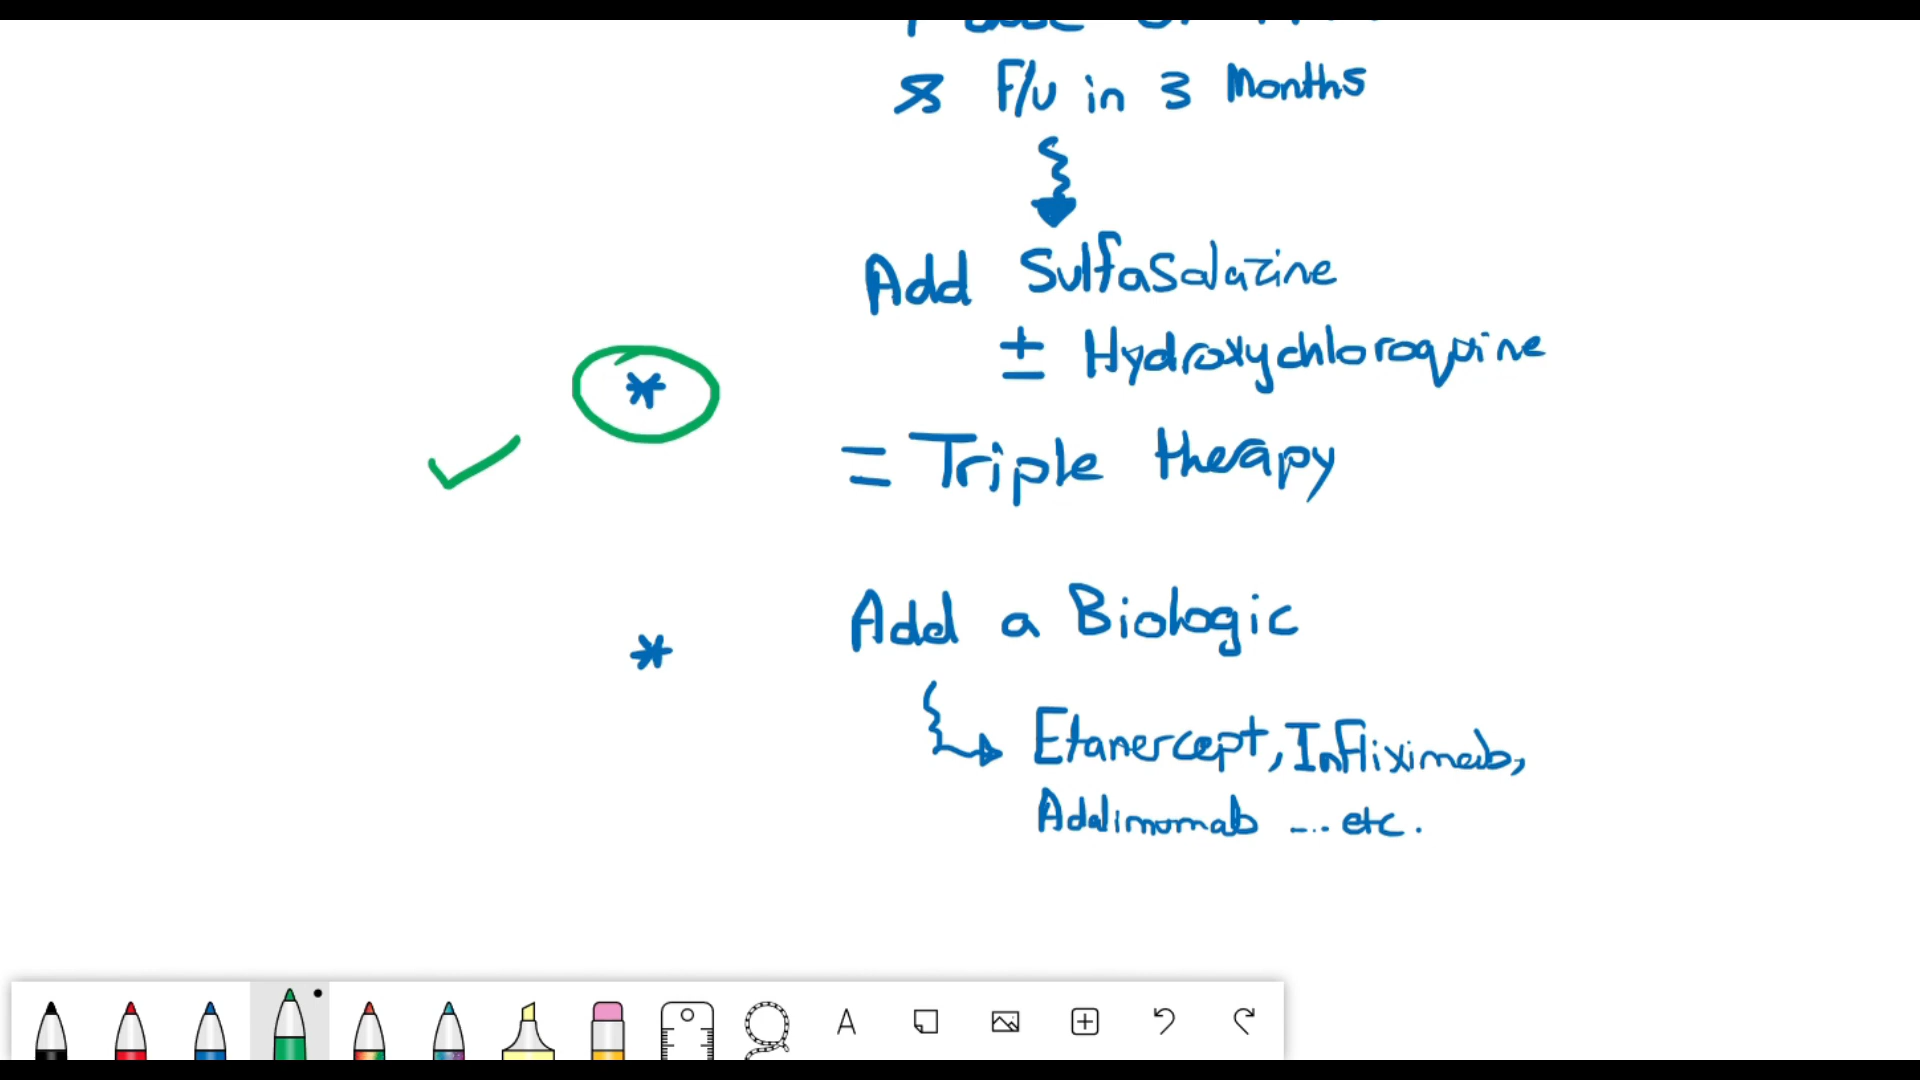 & F/u in 3 Months
Add Sulfasalazine
± Hydroxychloroquine
*
= Triple therapy
Add a Biologic
*
Etanercept, Infliximab,
Adalimumab ... etc.
A